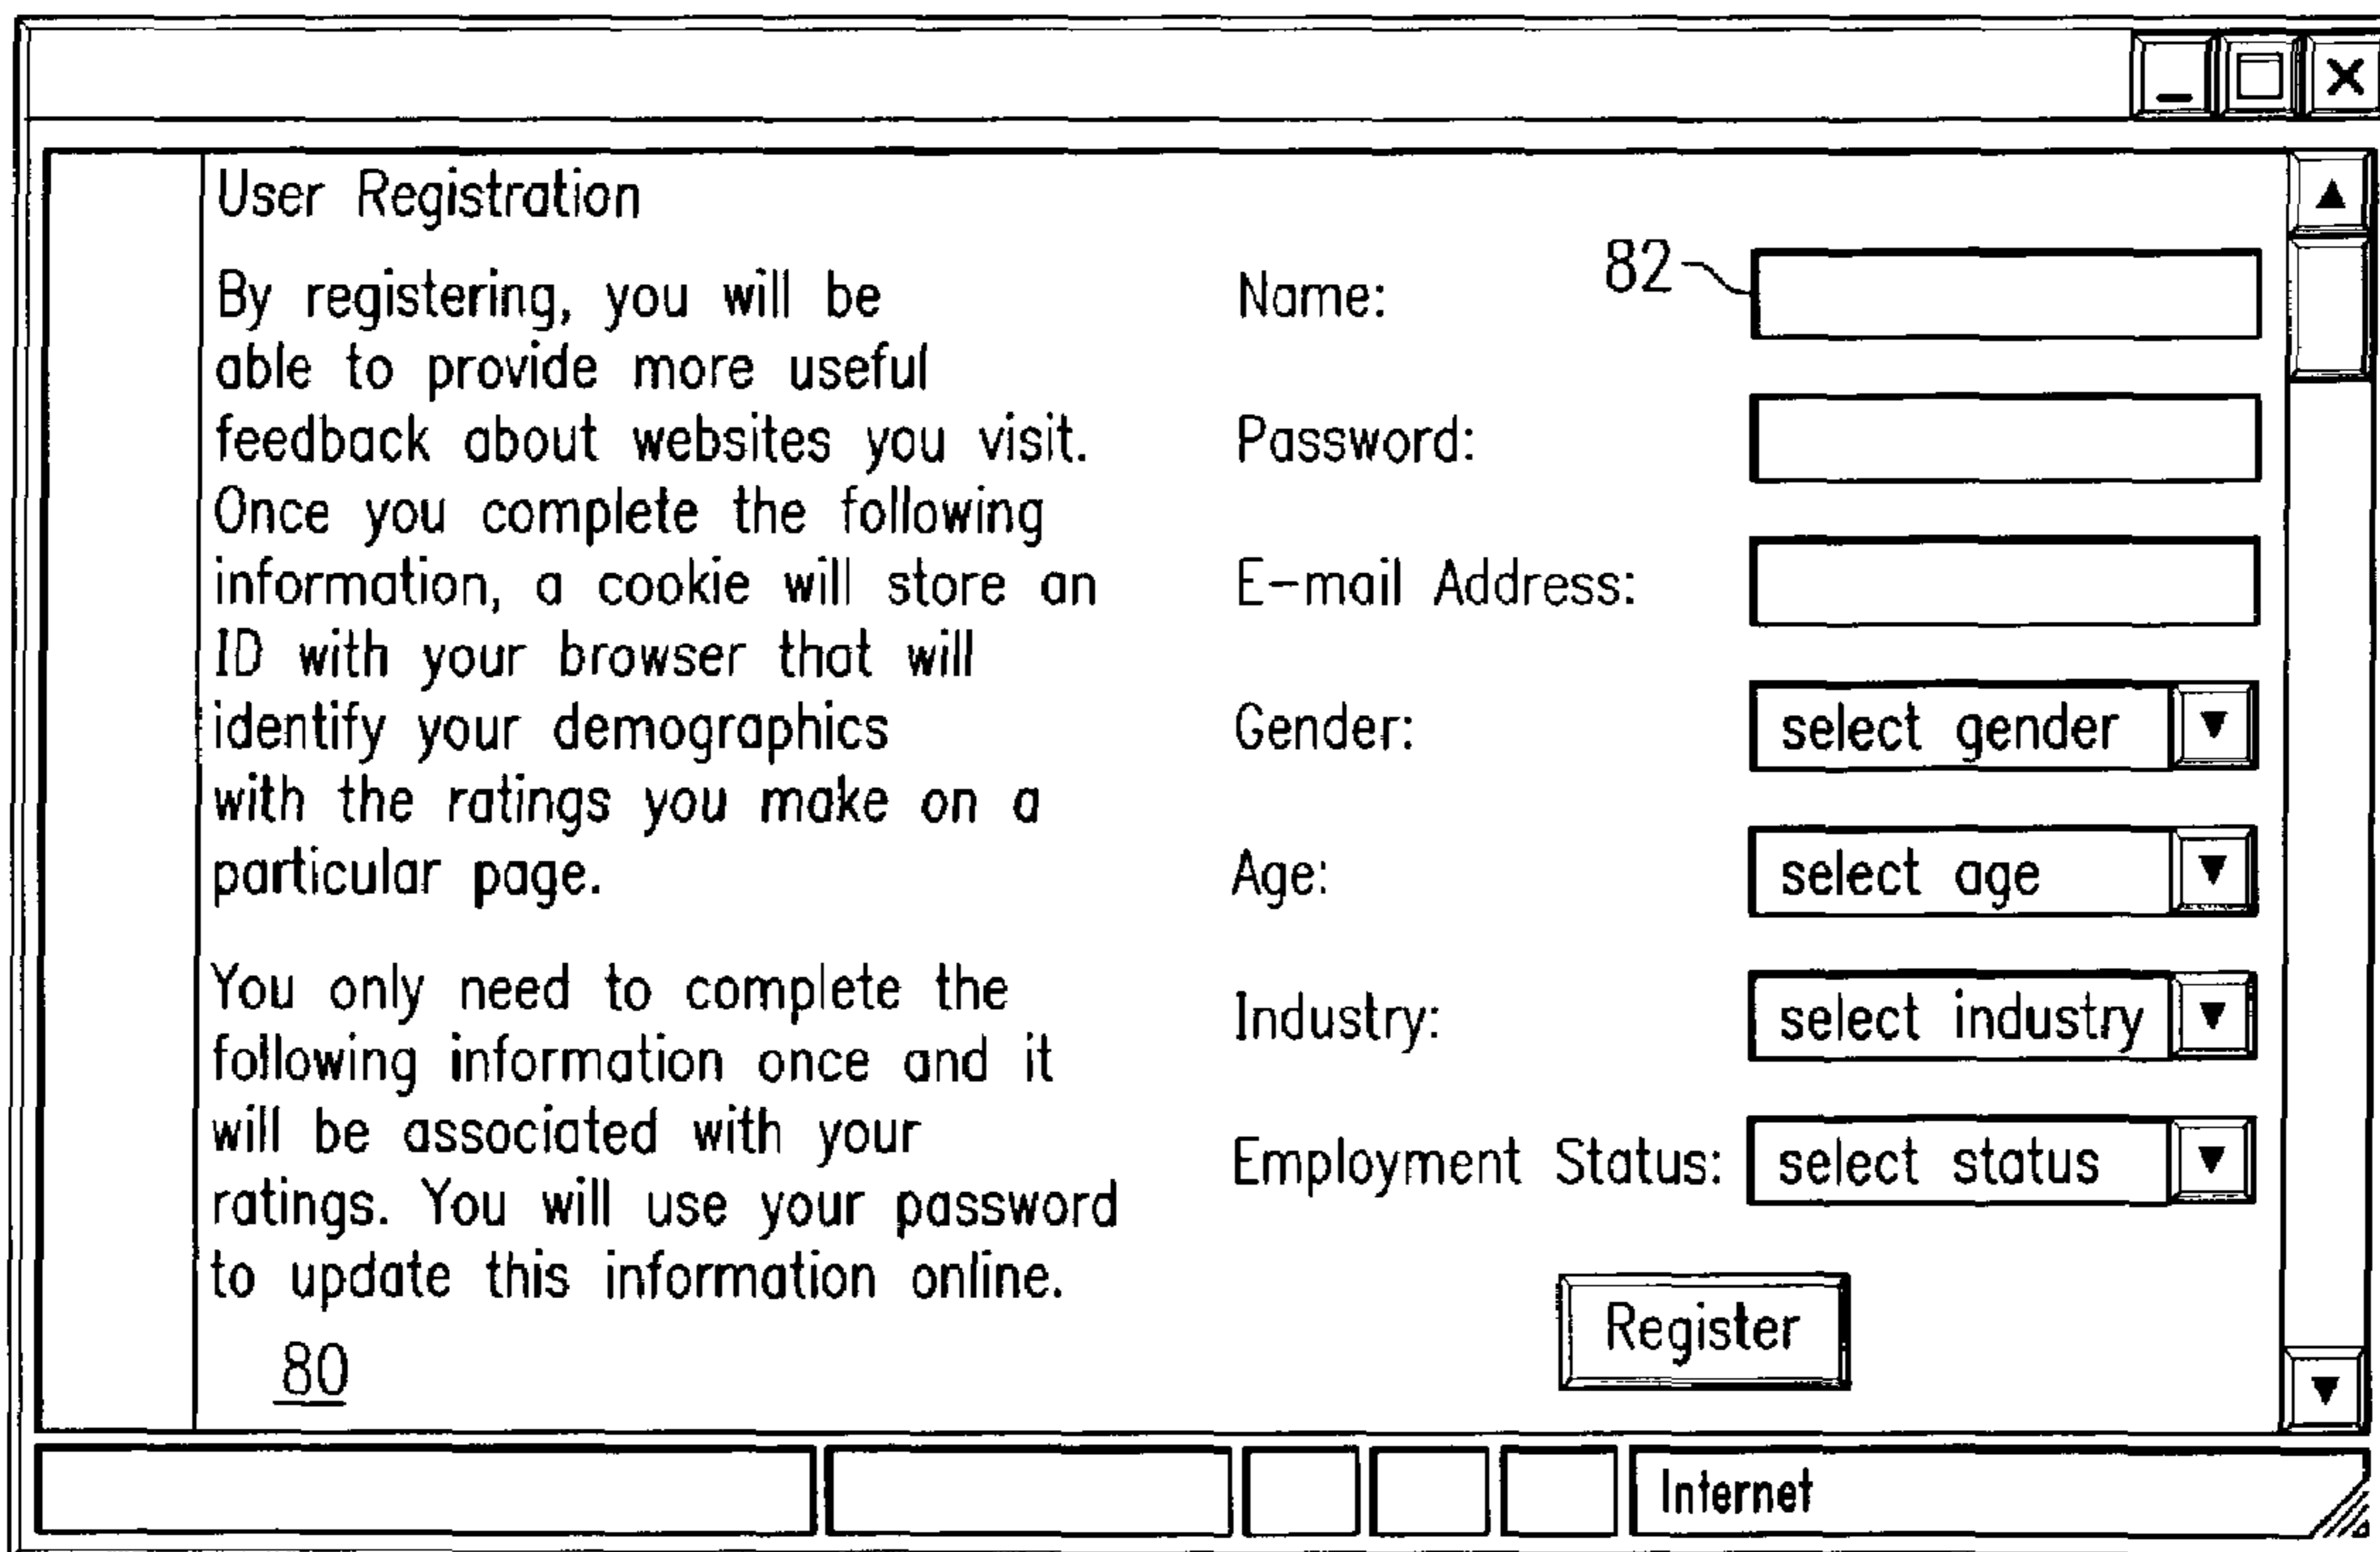 User Registration
By registering, you will be
able to provide more useful
feedback about websites you visit.
Once you complete the following
information, a cookie will store an
ID with your browser that will
identify your demographics
with the ratings you make on a
particular page.
You only need to complete the
following information once and it
will be associated with your
ratings. You will use your password
to update this information online.
80
Name: 82
Password:
E-mail Address:
Gender: select gender
Age: select age
Industry: select industry
Employment Status: select status
Register
Internet